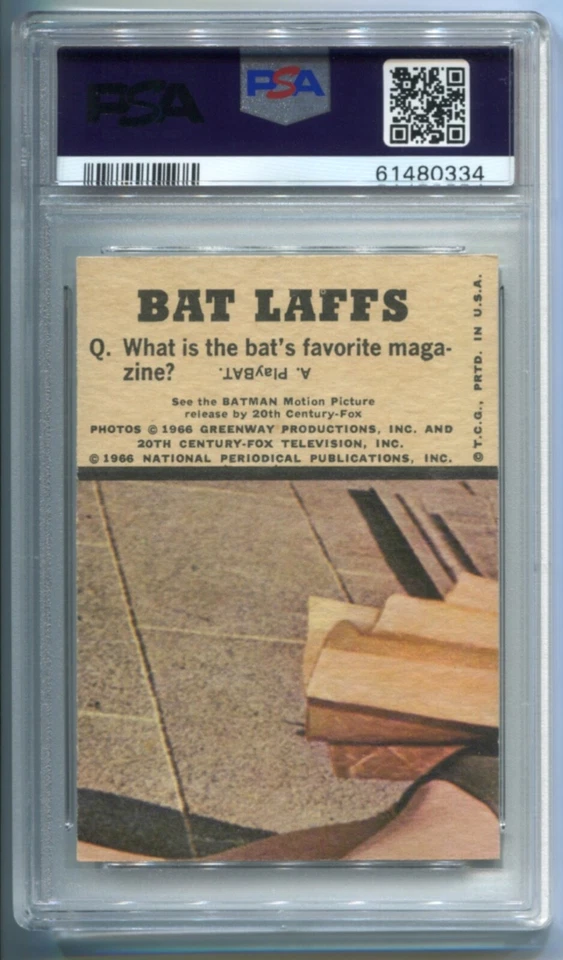 PSA
PSA
61480334
BAT LAFFS
Q. What is the bat's favorite maga-
zine?
A. PlayBAT.
See the BATMAN Motion Picture
release by 20th Century-Fox
PHOTOS © 1966 GREENWAY PRODUCTIONS, INC. AND
20TH CENTURY-FOX TELEVISION, INC.
© 1966 NATIONAL PERIODICAL PUBLICATIONS, INC.
© T.C.G., PRTD. IN U.S.A.